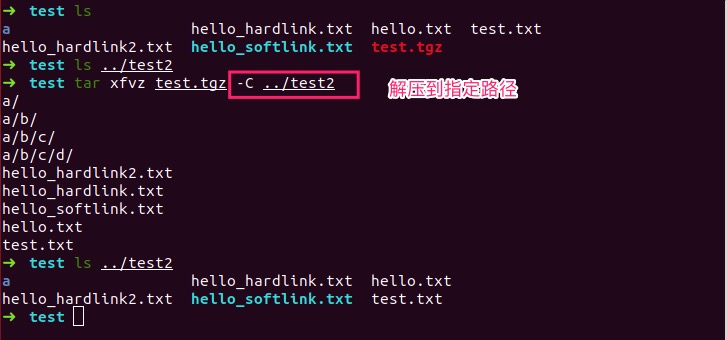 ➜ test ls
a hello_hardlink.txt hello.txt test.txt
hello_hardlink2.txt hello_softlink.txt test.tgz
➜ test ls ../test2
➜ test tar xfvz test.tgz -C ../test2 解压到指定路径
a/
a/b/
a/b/c/
a/b/c/d/
hello_hardlink2.txt
hello_hardlink.txt
hello_softlink.txt
hello.txt
test.txt
➜ test ls ../test2
a hello_hardlink.txt hello.txt
hello_hardlink2.txt hello_softlink.txt test.txt
➜ test